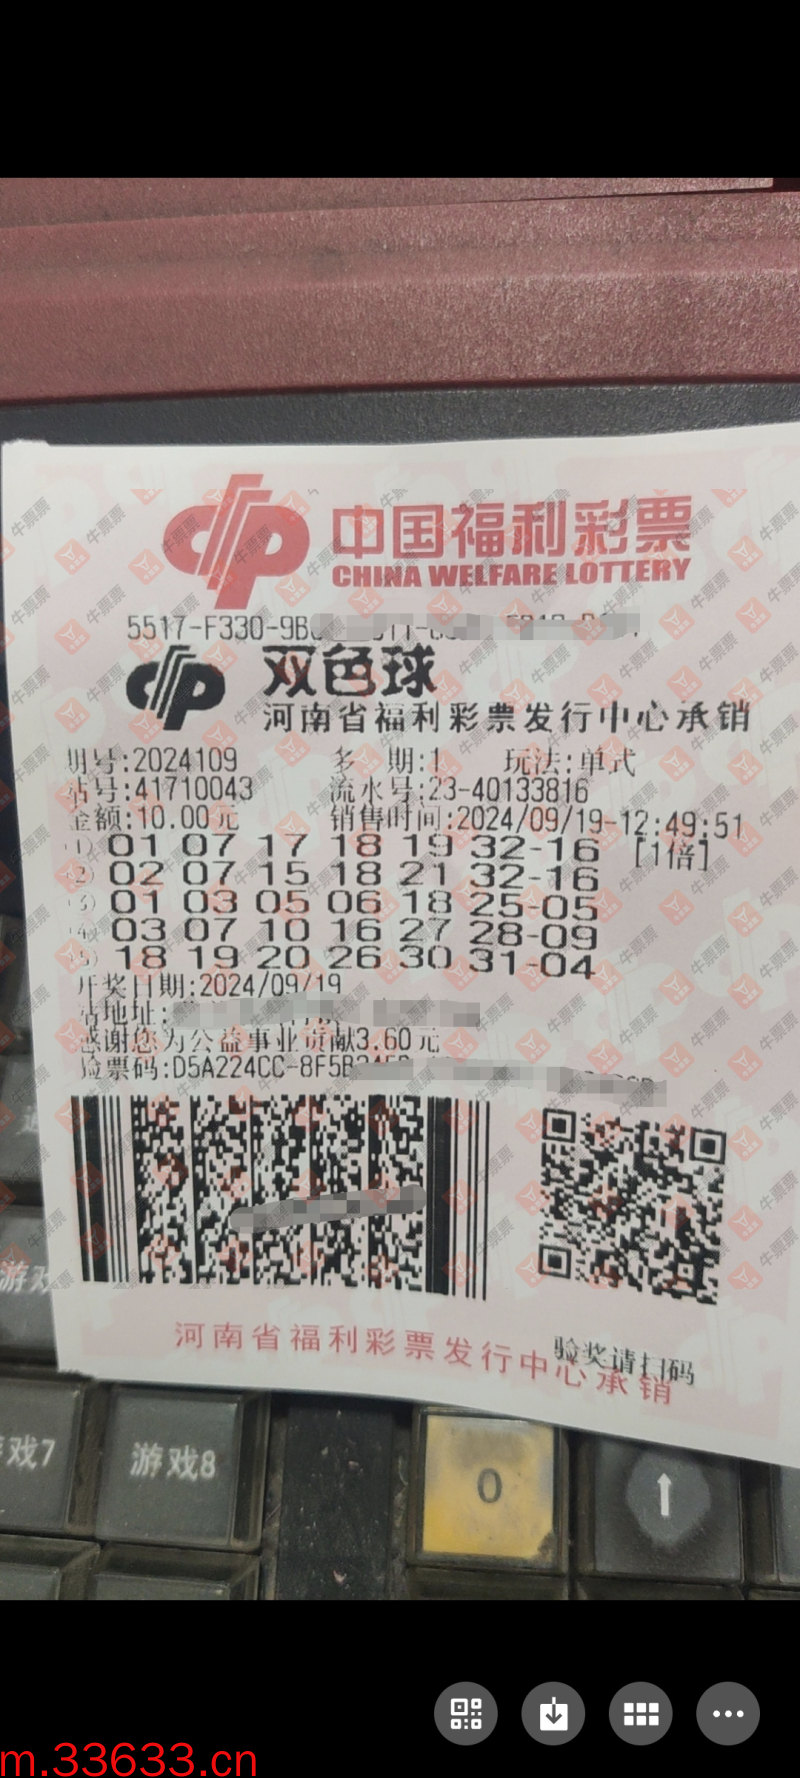 中国福利彩票
CHINA WELFARE LOTTERY
5517-F330-9B
双色球
河南省福利彩票发行中心承销
期号:2024109 多 期:1 玩法:单式
站号:41710043 流水号:23-40133816
金额:10.00元 销售时间:2024/09/19-12:49:51
(1) 01 07 17 18 19 32-16 [1倍]
(2) 02 07 15 18 21 32-16
(3) 01 03 05 06 18 25-05
(4) 03 07 10 16 27 28-09
(5) 18 19 20 26 30 31-04
开奖日期:2024/09/19
站地址:
感谢您为公益事业贡献3.60元
验票码:D5A224CC-8F5B
验奖请扫码
河南省福利彩票发行中心承销
游戏
戏7 游戏8 0
牛票票
m.33633.cn